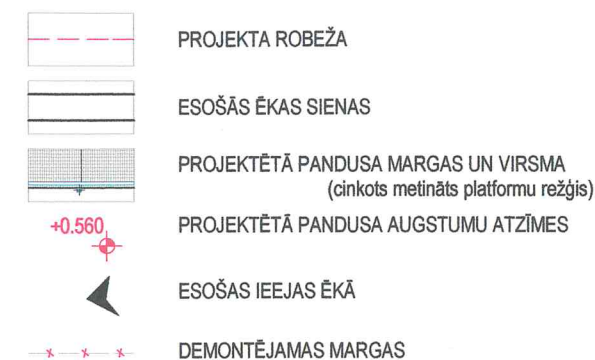 PROJEKTA ROBEŽA
ESOŠĀS ĒKAS SIENAS
PROJEKTĒTĀ PANDUSA MARGAS UN VIRSMA
(cinkots metināts platformu režģis)
+0.560 PROJEKTĒTĀ PANDUSA AUGSTUMU ATZĪMES
ESOŠAS IEEJAS ĒKĀ
DEMONTĒJAMAS MARGAS